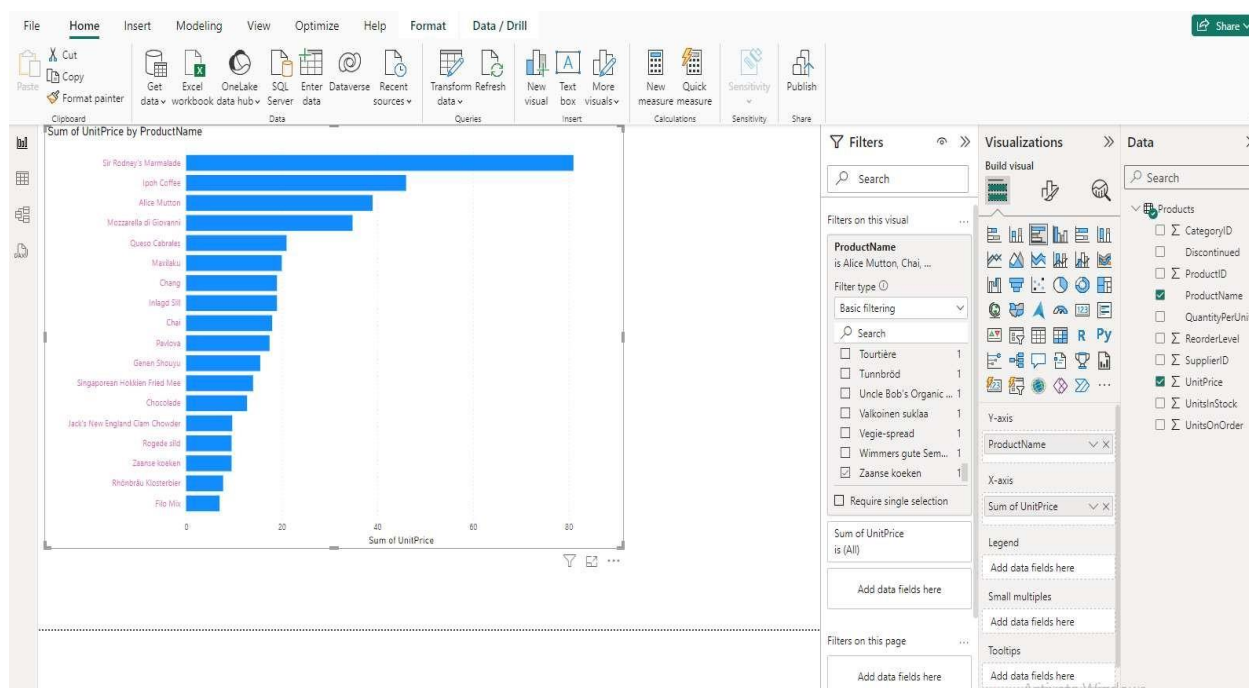 File Home Insert Modeling View Optimize Help Format Data / Drill
Share
Paste
Cut
Copy
Format painter
Clipboard
Get data
Excel workbook
OneLake data hub
SQL Server
Enter data
Dataverse
Recent sources
Data
Transform data
Refresh
Queries
New visual
Text box
More visuals
Insert
New measure
Quick measure
Calculations
Sensitivity
Sensitivity
Publish
Share
Sum of UnitPrice by ProductName
Sir Rodney's Marmalade
Ipoh Coffee
Alice Mutton
Mozzarella di Giovanni
Queso Cabrales
Maxilaku
Chang
Inlagd Sill
Chai
Pavlova
Genen Shouyu
Singaporean Hokkien Fried Mee
Chocolade
Jack's New England Clam Chowder
Rogede sild
Zaanse koeken
Rhönbräu Klosterbier
Filo Mix
0 20 40 60 80
Sum of UnitPrice
Filters
Search
Filters on this visual
ProductName
is Alice Mutton, Chai, ...
Filter type
Basic filtering
Search
Tourtière 1
Tunnbröd 1
Uncle Bob's Organic ... 1
Valkoinen suklaa 1
Vegie-spread 1
Wimmers gute Sem... 1
Zaanse koeken 1
Require single selection
Sum of UnitPrice
is (All)
Add data fields here
Filters on this page
Add data fields here
Visualizations
Build visual
123
R Py
123
Y-axis
ProductName
X-axis
Sum of UnitPrice
Legend
Add data fields here
Small multiples
Add data fields here
Tooltips
Add data fields here
Data
Search
Products
CategoryID
Discontinued
ProductID
ProductName
QuantityPerUni
ReorderLevel
SupplierID
UnitPrice
UnitsInStock
UnitsOnOrder